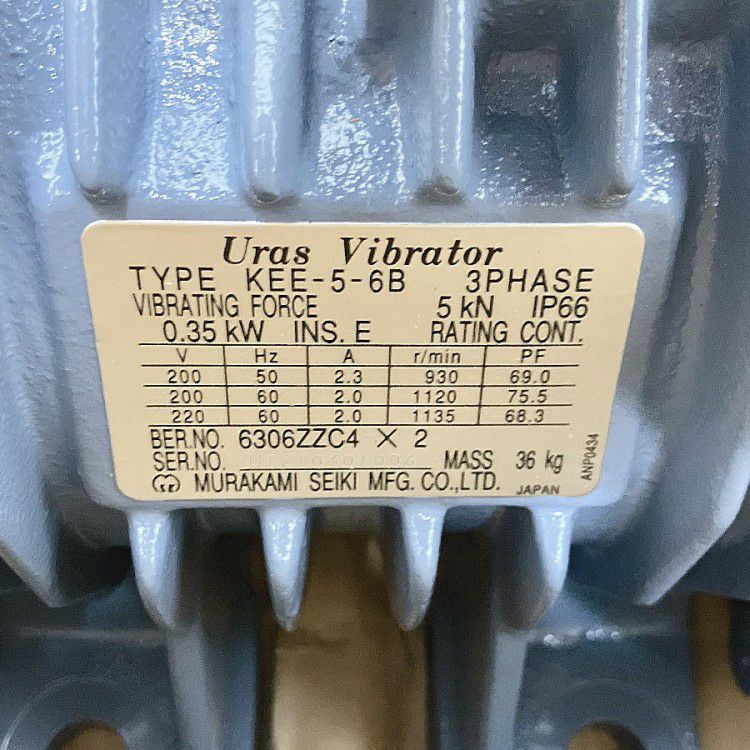 Uras Vibrator
TYPE KEE-5-6B 3PHASE
VIBRATING FORCE 5 kN IP66
0.35 kW INS. E RATING CONT.
V Hz A r/min PF
200 50 2.3 930 69.0
200 60 2.0 1120 75.5
220 60 2.0 1135 68.3
BER.NO. 6306ZZC4 × 2
SER.NO. MASS 36 kg
MURAKAMI SEIKI MFG. CO.,LTD. JAPAN
ANP0434